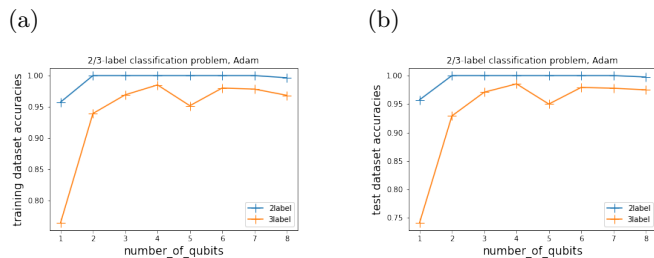 (a)
2/3-label classification problem, Adam
training dataset accuracies
1.00
0.95
0.90
0.85
0.80
1 2 3 4 5 6 7 8
number_of_qubits
2label
3label
(b)
2/3-label classification problem, Adam
test dataset accuracies
1.00
0.95
0.90
0.85
0.80
0.75
1 2 3 4 5 6 7 8
number_of_qubits
2label
3label